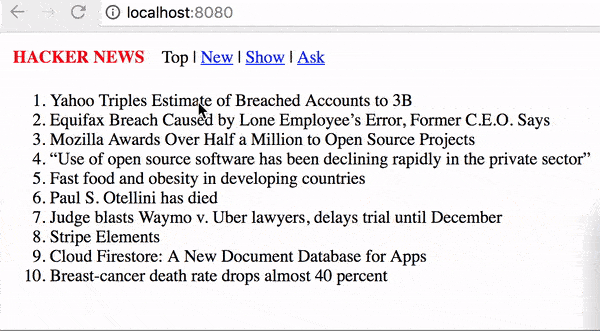 localhost:8080
HACKER NEWS Top | New | Show | Ask
1. Yahoo Triples Estimate of Breached Accounts to 3B
2. Equifax Breach Caused by Lone Employee’s Error, Former C.E.O. Says
3. Mozilla Awards Over Half a Million to Open Source Projects
4. “Use of open source software has been declining rapidly in the private sector”
5. Fast food and obesity in developing countries
6. Paul S. Otellini has died
7. Judge blasts Waymo v. Uber lawyers, delays trial until December
8. Stripe Elements
9. Cloud Firestore: A New Document Database for Apps
10. Breast-cancer death rate drops almost 40 percent